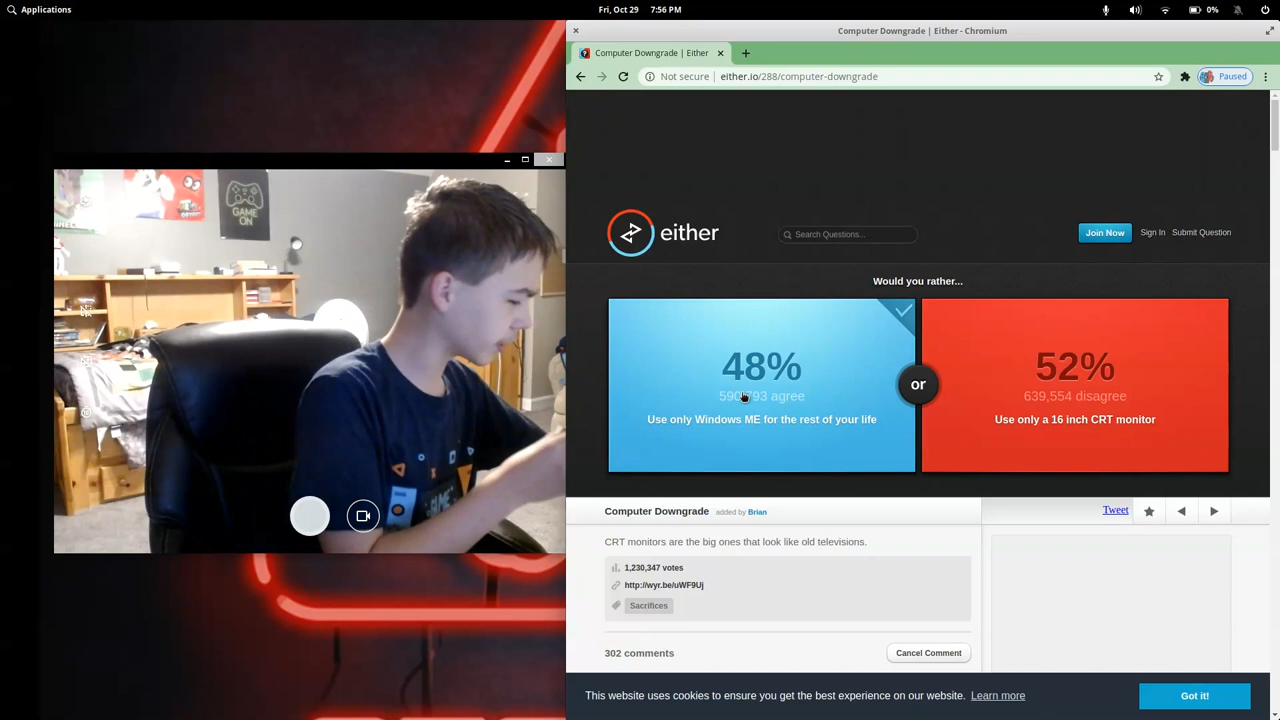 Applications
Fri, Oct 29 7:56 PM
0%
Computer Downgrade | Either - Chromium
Computer Downgrade | Either
Not secure
either.io/288/computer-downgrade
Paused
GAME
ON
either
Search Questions...
Join Now
Sign In
Submit Question
Would you rather...
48%
590,793 agree
Use only Windows ME for the rest of your life
or
52%
639,554 disagree
Use only a 16 inch CRT monitor
Computer Downgrade added by Brian
Tweet
CRT monitors are the big ones that look like old televisions.
1,230,347 votes
http://wyr.be/uWF9Uj
Sacrifices
302 comments
Cancel Comment
This website uses cookies to ensure you get the best experience on our website. Learn more
Got it!